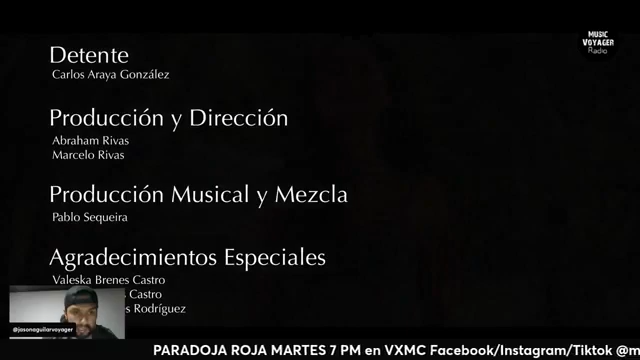 MUSIC
VOYAGER
Radio
Detente
Carlos Araya González
Producción y Dirección
Abraham Rivas
Marcelo Rivas
Producción Musical y Mezcla
Pablo Sequeira
Agradecimientos Especiales
Valeska Brenes Castro
Castro
Rodríguez
@jasonaguilarvoyager
PARADOJA ROJA MARTES 7 PM en VXMC Facebook/Instagram/Tiktok @m